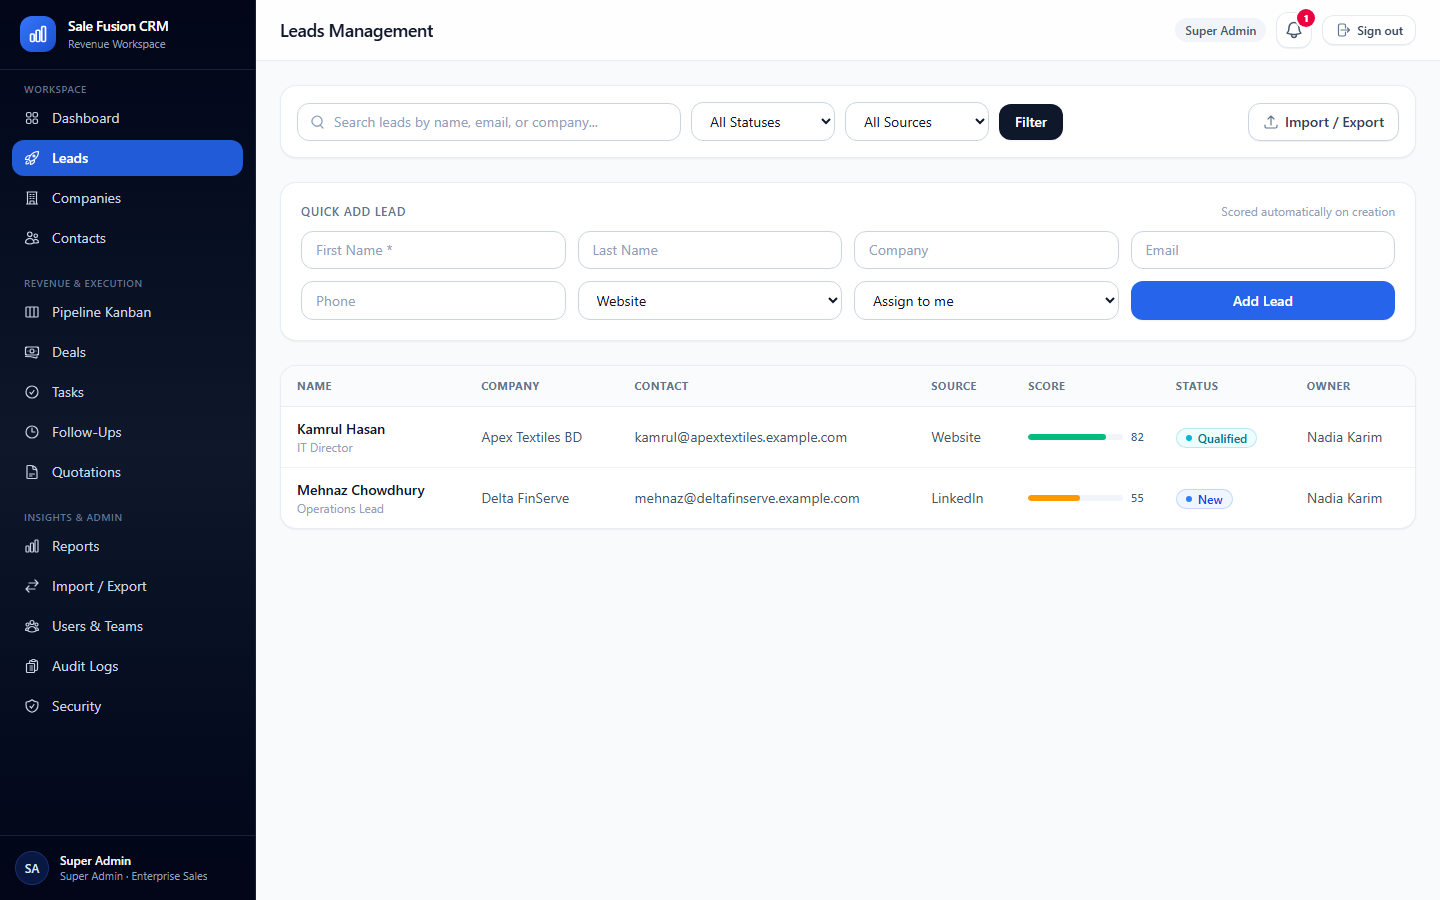 Sale Fusion CRM
Revenue Workspace
WORKSPACE
Dashboard
Leads
Companies
Contacts
REVENUE & EXECUTION
Pipeline Kanban
Deals
Tasks
Follow-Ups
Quotations
INSIGHTS & ADMIN
Reports
Import / Export
Users & Teams
Audit Logs
Security
SA
Super Admin
Super Admin · Enterprise Sales
Leads Management
Super Admin
1
Sign out
Search leads by name, email, or company...
All Statuses
All Sources
Filter
Import / Export
QUICK ADD LEAD
Scored automatically on creation
First Name *
Last Name
Company
Email
Phone
Website
Assign to me
Add Lead
NAME COMPANY CONTACT SOURCE SCORE STATUS OWNER
Kamrul Hasan
IT Director
Apex Textiles BD
kamrul@apextextiles.example.com
Website
82
Qualified
Nadia Karim
Mehnaz Chowdhury
Operations Lead
Delta FinServe
mehnaz@deltafinserve.example.com
LinkedIn
55
New
Nadia Karim